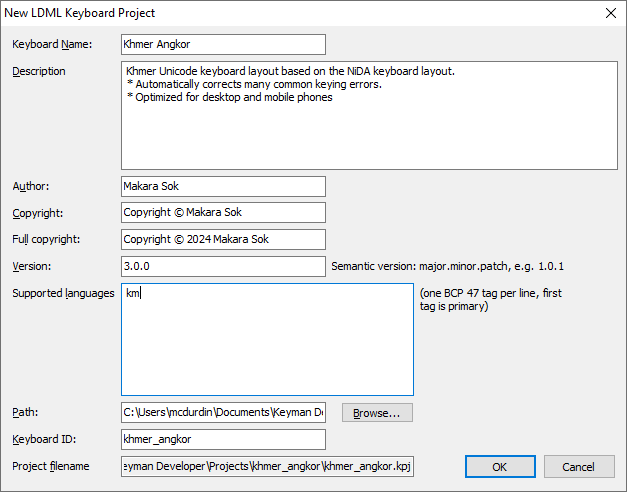 New LDML Keyboard Project
Keyboard Name: Khmer Angkor
Description
Khmer Unicode keyboard layout based on the NiDA keyboard layout.
* Automatically corrects many common keying errors.
* Optimized for desktop and mobile phones
Author: Makara Sok
Copyright: Copyright © Makara Sok
Full copyright: Copyright © 2024 Makara Sok
Version: 3.0.0 Semantic version: major.minor.patch, e.g. 1.0.1
Supported languages km (one BCP 47 tag per line, first
tag is primary)
Path: C:\Users\mcdurdin\Documents\Keyman Browse...
Keyboard ID: khmer_angkor
Project filename eyman Developer\Projects\khmer_angkor\khmer_angkor.kpj OK Cancel